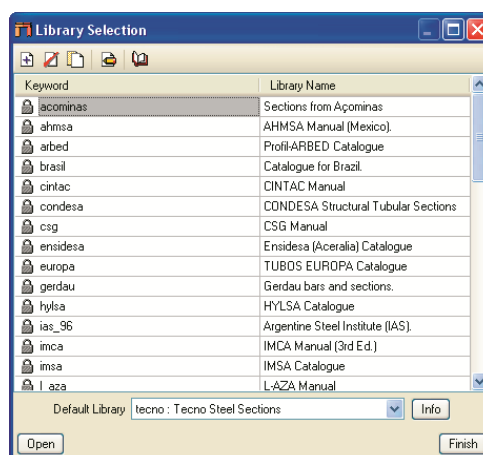 Library Selection
Keyword Library Name
acominas Sections from Açominas
ahmsa AHMSA Manual (Mexico).
arbed Profil-ARBED Catalogue
brasil Catalogue for Brazil.
cintac CINTAC Manual
condesa CONDESA Structural Tubular Sections
csg CSG Manual
ensidesa Ensidesa (Aceralia) Catalogue
europa TUBOS EUROPA Catalogue
gerdau Gerdau bars and sections.
hylsa HYLSA Catalogue
ias_96 Argentine Steel Institute (IAS).
imca IMCA Manual (3rd Ed.)
imsa IMSA Catalogue
l_aza L-AZA Manual
Default Library tecno : Tecno Steel Sections Info
Open Finish